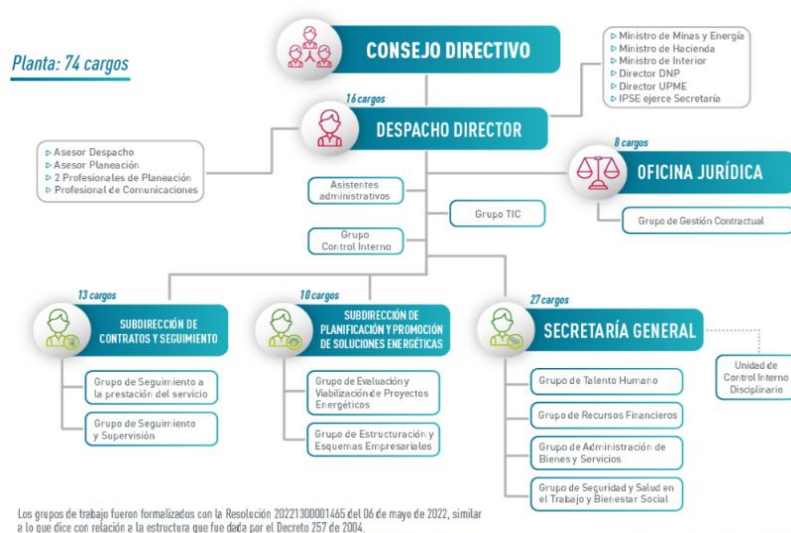 Planta: 74 cargos
CONSEJO DIRECTIVO
▷ Ministro de Minas y Energía
▷ Ministro de Hacienda
▷ Ministro de Interior
▷ Director DNP
▷ Director UPME
▷ IPSE ejerce Secretaría
16 cargos
DESPACHO DIRECTOR
▷ Asesor Despacho
▷ Asesor Planeación
▷ 2 Profesionales de Planeación
▷ Profesional de Comunicaciones
8 cargos
OFICINA JURÍDICA
Grupo de Gestión Contractual
Asistentes
administrativos
Grupo TIC
Grupo
Control Interno
13 cargos
SUBDIRECCIÓN DE
CONTRATOS Y SEGUIMIENTO
Grupo de Seguimiento a
la prestación del servicio
Grupo de Seguimiento
y Supervisión
10 cargos
SUBDIRECCIÓN DE
PLANIFICACIÓN Y PROMOCIÓN
DE SOLUCIONES ENERGÉTICAS
Grupo de Evaluación y
Viabilización de Proyectos
Energéticos
Grupo de Estructuración y
Esquemas Empresariales
27 cargos
SECRETARÍA GENERAL
Grupo de Talento Humano
Grupo de Recursos Financieros
Grupo de Administración de
Bienes y Servicios
Grupo de Seguridad y Salud en
el Trabajo y Bienestar Social
Unidad de
Control Interno
Disciplinario
Los grupos de trabajo fueron formalizados con la Resolución 20221300001465 del 06 de mayo de 2022, similar
a lo que dice con relación a la estructura que fue dada por el Decreto 257 de 2004.